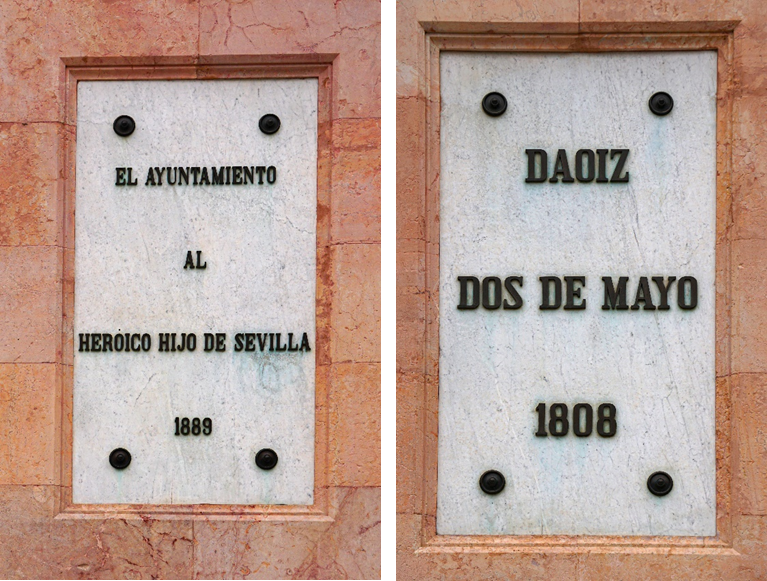 EL AYUNTAMIENTO
AL
HEROICO HIJO DE SEVILLA
1889
DAOIZ
DOS DE MAYO
1808